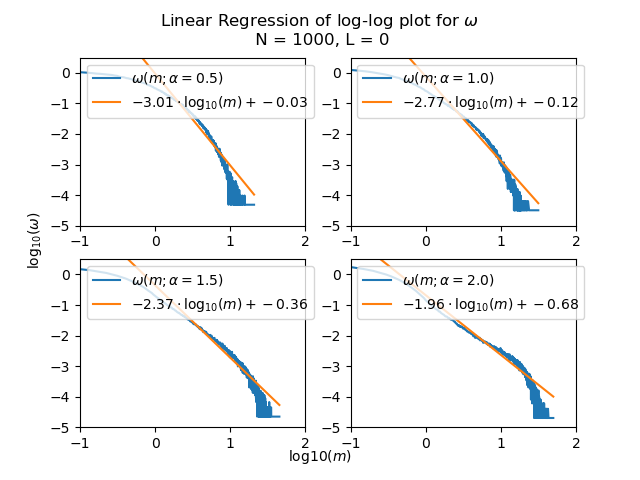 Linear Regression of log-log plot for ω
N = 1000, L = 0
ω(m; α = 0.5)
−3.01 · log₁₀(m) + −0.03
0
−1
−2
−3
−4
−5
−1 0 1 2
ω(m; α = 1.0)
−2.77 · log₁₀(m) + −0.12
0
−1
−2
−3
−4
−5
−1 0 1 2
log₁₀(ω)
ω(m; α = 1.5)
−2.37 · log₁₀(m) + −0.36
0
−1
−2
−3
−4
−5
−1 0 1 2
ω(m; α = 2.0)
−1.96 · log₁₀(m) + −0.68
0
−1
−2
−3
−4
−5
−1 0 1 2
log10(m)